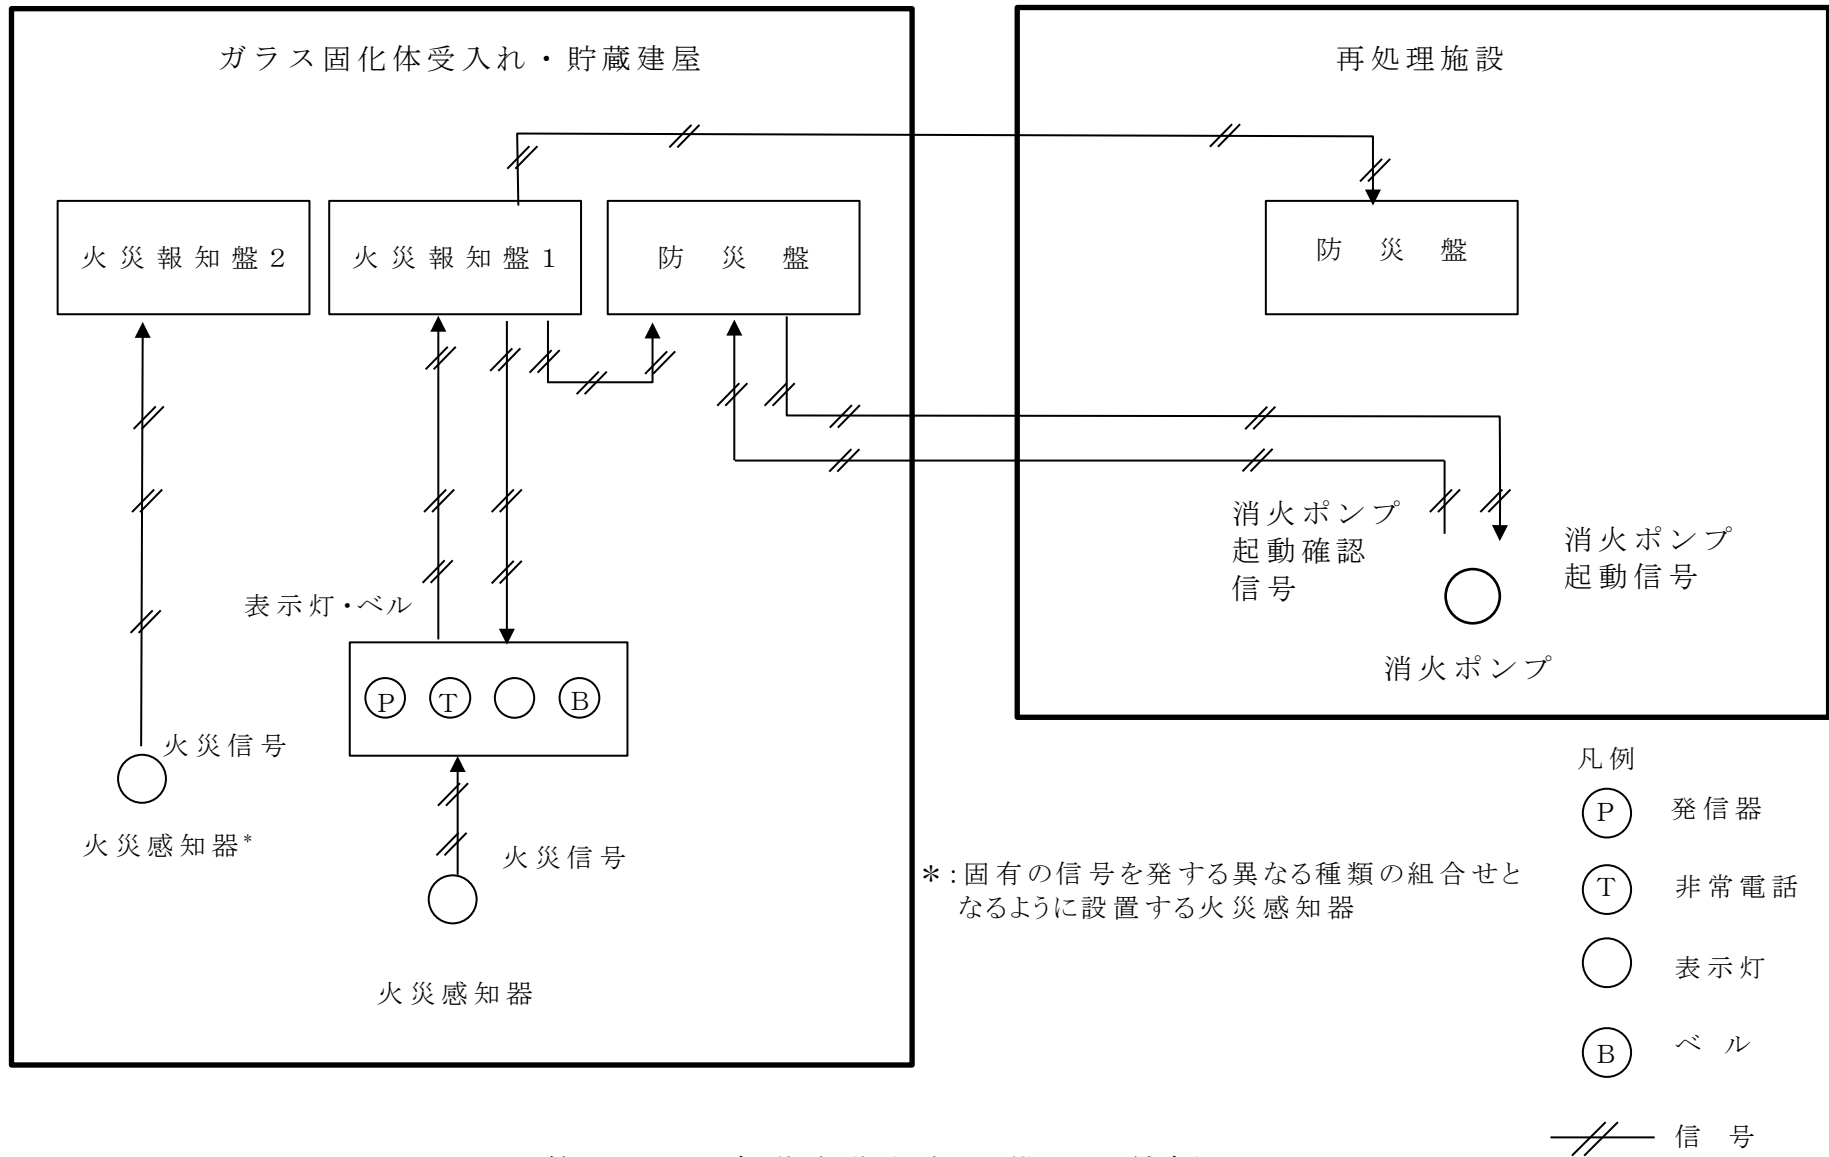 ガラス固化体受入れ・貯蔵建屋
再処理施設
火災報知盤2
火災報知盤1
防災盤
防災盤
消火ポンプ
起動確認
信号
消火ポンプ
起動信号
消火ポンプ
表示灯・ベル
P
T
B
火災信号
火災感知器*
火災信号
火災感知器
*:固有の信号を発する異なる種類の組合せと
なるように設置する火災感知器
凡例
P 発信器
T 非常電話
表示灯
B ベル
信号